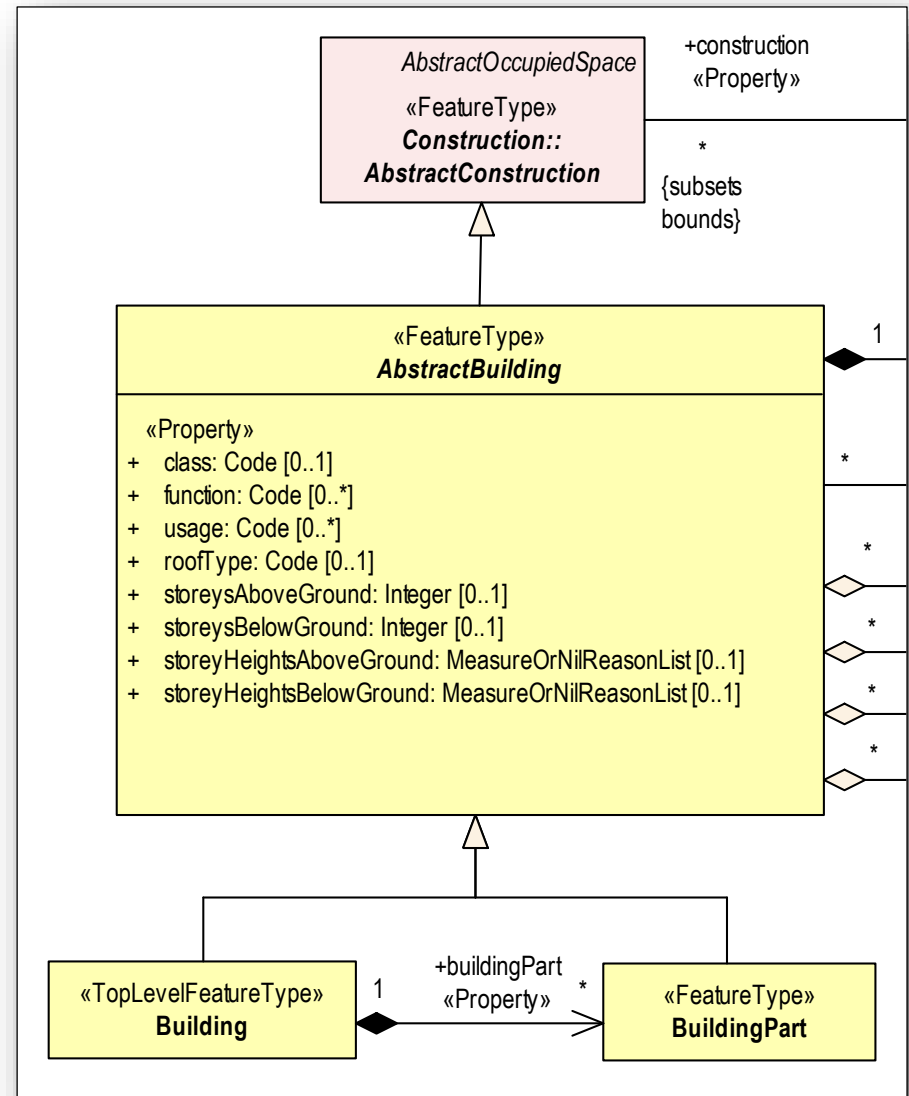 AbstractOccupiedSpace
«FeatureType»
Construction::
AbstractConstruction
+construction
«Property»
*
{subsets
bounds}
«FeatureType»
AbstractBuilding
1
«Property»
+ class: Code [0..1]
+ function: Code [0..*]
+ usage: Code [0..*]
+ roofType: Code [0..1]
+ storeysAboveGround: Integer [0..1]
+ storeysBelowGround: Integer [0..1]
+ storeyHeightsAboveGround: MeasureOrNilReasonList [0..1]
+ storeyHeightsBelowGround: MeasureOrNilReasonList [0..1]
*
*
*
*
*
«TopLevelFeatureType»
Building
1
+buildingPart
«Property»
*
«FeatureType»
BuildingPart